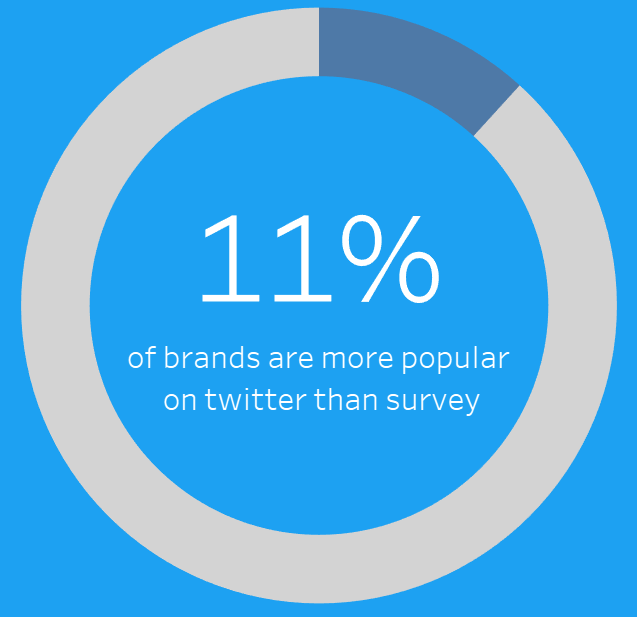 11%
of brands are more popular
on twitter than survey